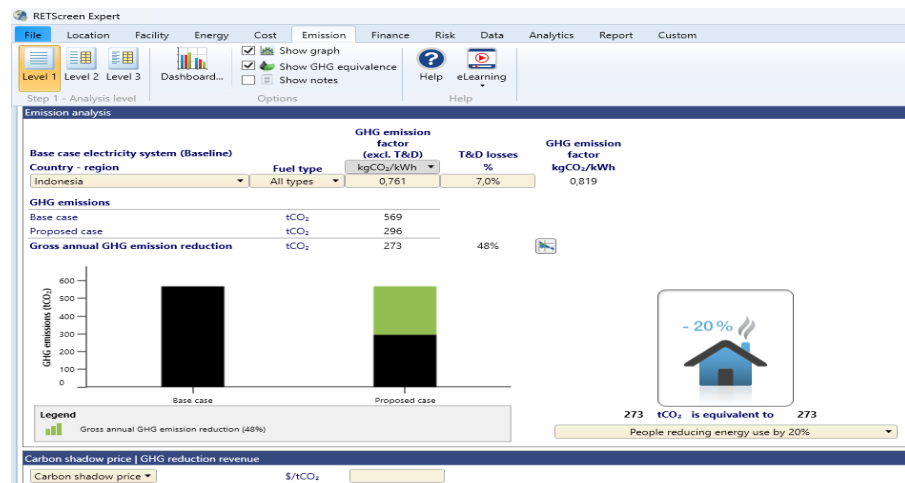 RETScreen Expert
File Location Facility Energy Cost Emission Finance Risk Data Analytics Report Custom
Level 1 Level 2 Level 3 Dashboard... Show graph
Show GHG equivalence
Show notes
Help eLearning
Step 1 - Analysis level Options Help
Emission analysis
GHG emission
factor
(excl. T&D)
GHG emission
factor
Base case electricity system (Baseline) T&D losses
Country - region Fuel type kgCO₂/kWh % kgCO₂/kWh
Indonesia All types 0,761 7,0% 0,819
GHG emissions
Base case tCO₂ 569
Proposed case tCO₂ 296
Gross annual GHG emission reduction tCO₂ 273 48%
GHG emissions (tCO₂)
600
500
400
300
200
100
0
Base case Proposed case
Legend
Gross annual GHG emission reduction (48%)
- 20 %
273 tCO₂ is equivalent to 273
People reducing energy use by 20%
Carbon shadow price | GHG reduction revenue
Carbon shadow price $/tCO₂